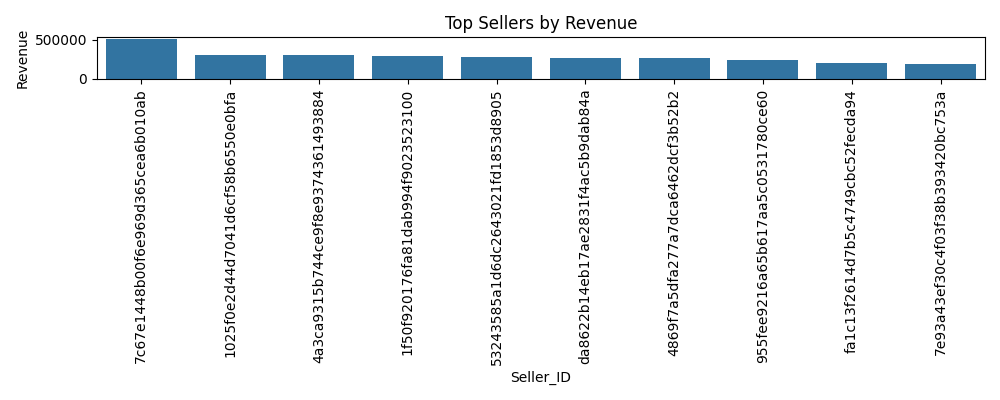 Top Sellers by Revenue
Revenue
500000
0
7c67e1448b00f6e969d365cea6b010ab
1025f0e2d44d7041d6cf58b6550e0bfa
4a3ca9315b744ce9f8e9374361493884
1f50f920176fa81dab994f9023523100
53243585a1d6dc2643021fd1853d8905
da8622b14eb17ae2831f4ac5b9dab84a
4869f7a5dfa277a7dca6462dcf3b52b2
955fee9216a65b617aa5c0531780ce60
fa1c13f2614d7b5c4749cbc52fecda94
7e93a43ef30c4f03f38b393420bc753a
Seller_ID